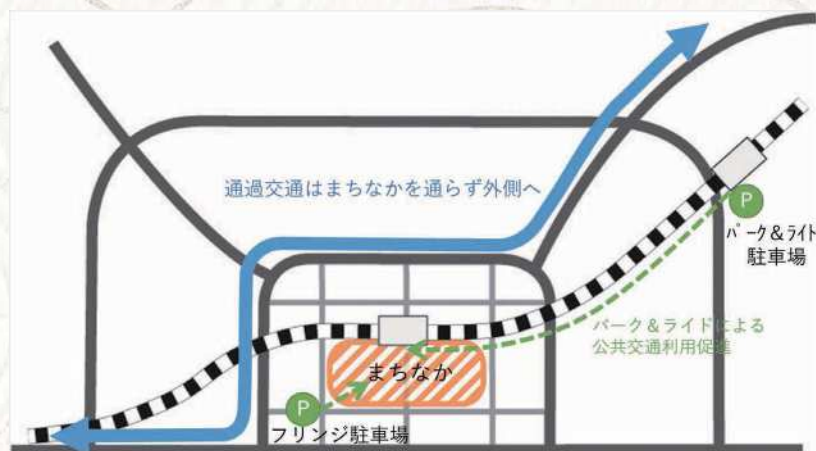 通過交通はまちなかを通らず外側へ
P
パーク&ライド
駐車場
パーク&ライドによる
公共交通利用促進
まちなか
P
フリンジ駐車場